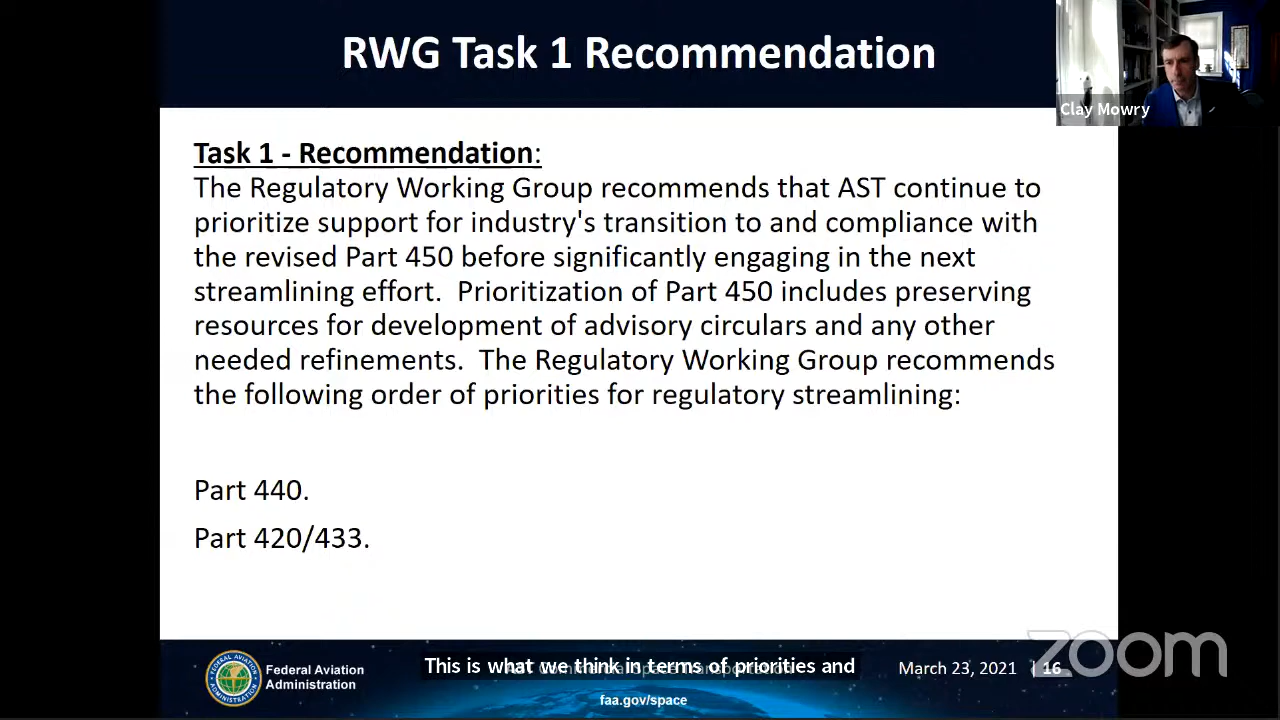 RWG Task 1 Recommendation
Clay Mowry
Task 1 - Recommendation:
The Regulatory Working Group recommends that AST continue to
prioritize support for industry's transition to and compliance with
the revised Part 450 before significantly engaging in the next
streamlining effort.  Prioritization of Part 450 includes preserving
resources for development of advisory circulars and any other
needed refinements.  The Regulatory Working Group recommends
the following order of priorities for regulatory streamlining:
Part 440.
Part 420/433.
Federal Aviation
Administration
This is what we think in terms of priorities and
faa.gov/space
March 23, 2021 | 16
zoom